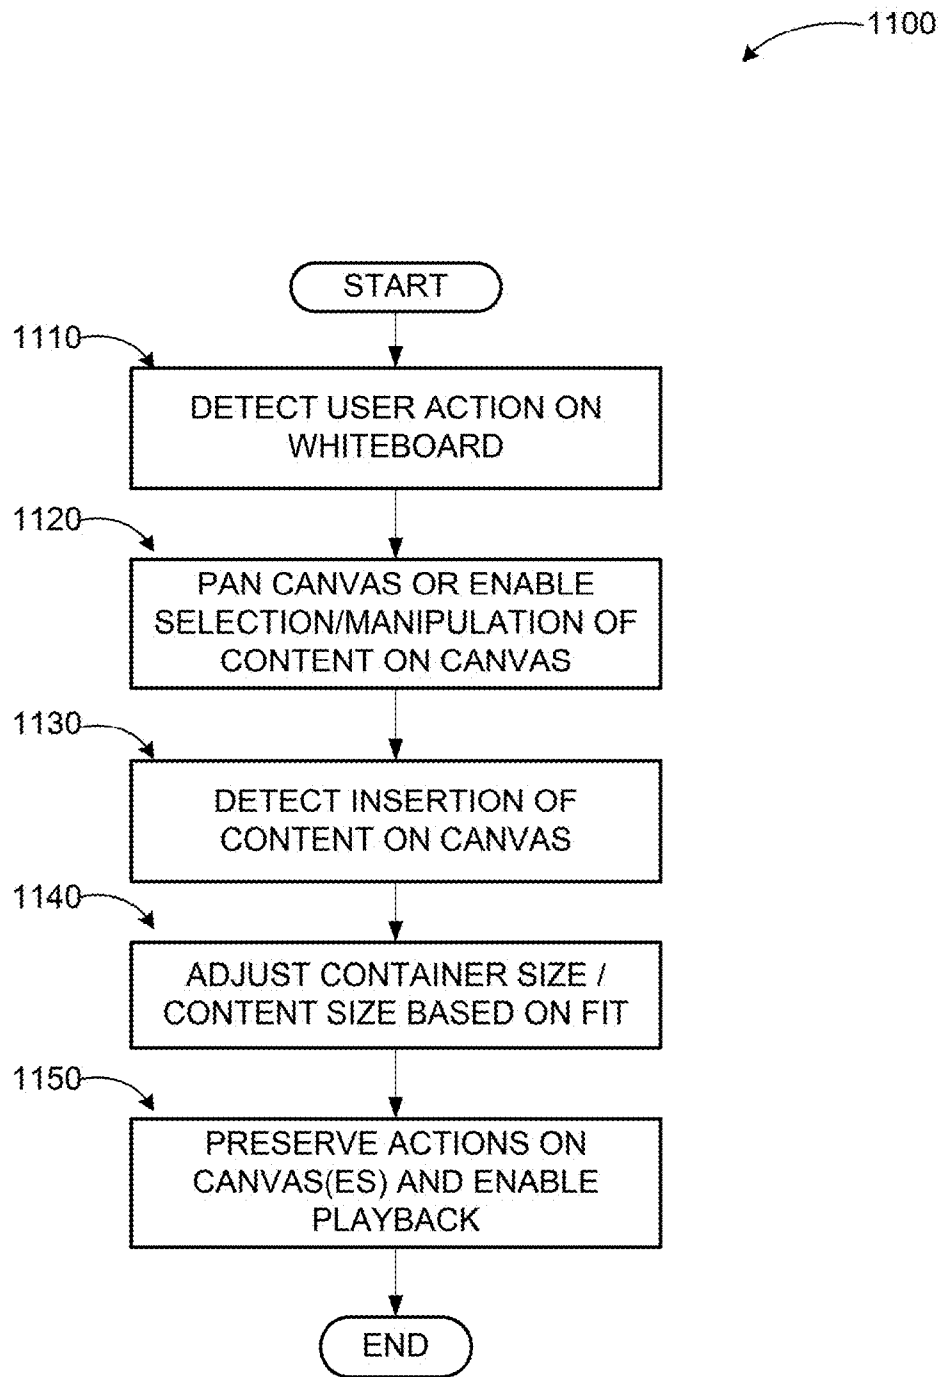 1100
START
1110
DETECT USER ACTION ON
WHITEBOARD
1120
PAN CANVAS OR ENABLE
SELECTION/MANIPULATION OF
CONTENT ON CANVAS
1130
DETECT INSERTION OF
CONTENT ON CANVAS
1140
ADJUST CONTAINER SIZE /
CONTENT SIZE BASED ON FIT
1150
PRESERVE ACTIONS ON
CANVAS(ES) AND ENABLE
PLAYBACK
END